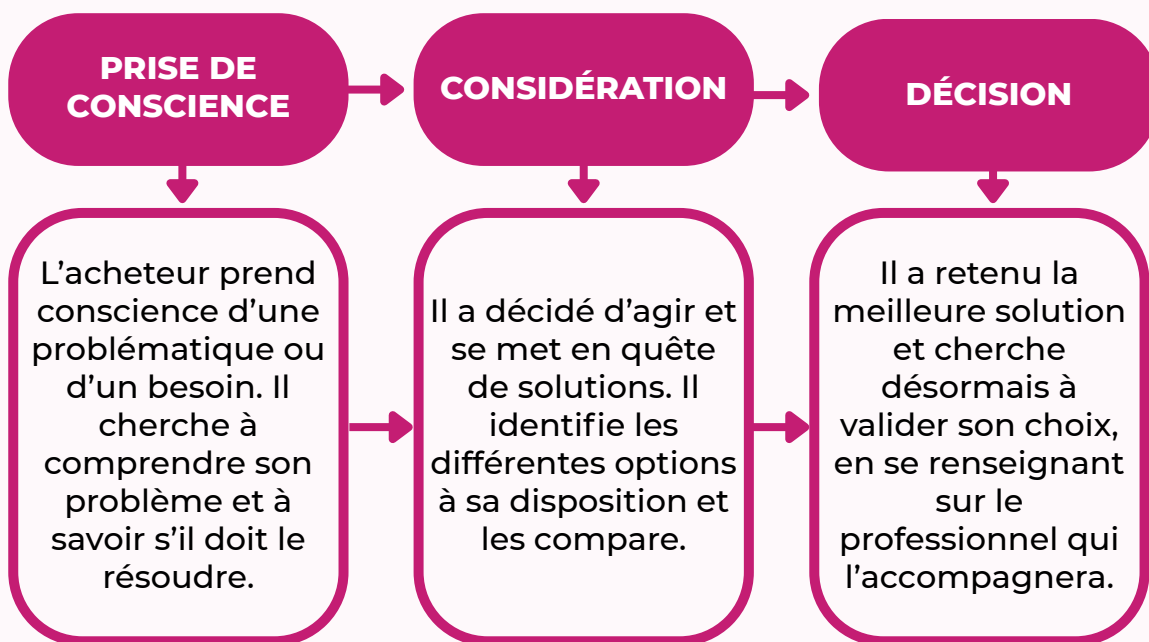 PRISE DE
CONSCIENCE
CONSIDÉRATION
DÉCISION
L’acheteur prend
conscience d’une
problématique ou
d’un besoin. Il
cherche à
comprendre son
problème et à
savoir s’il doit le
résoudre.
Il a décidé d’agir et
se met en quête
de solutions. Il
identifie les
différentes options
à sa disposition et
les compare.
Il a retenu la
meilleure solution
et cherche
désormais à
valider son choix,
en se renseignant
sur le
professionnel qui
l’accompagnera.